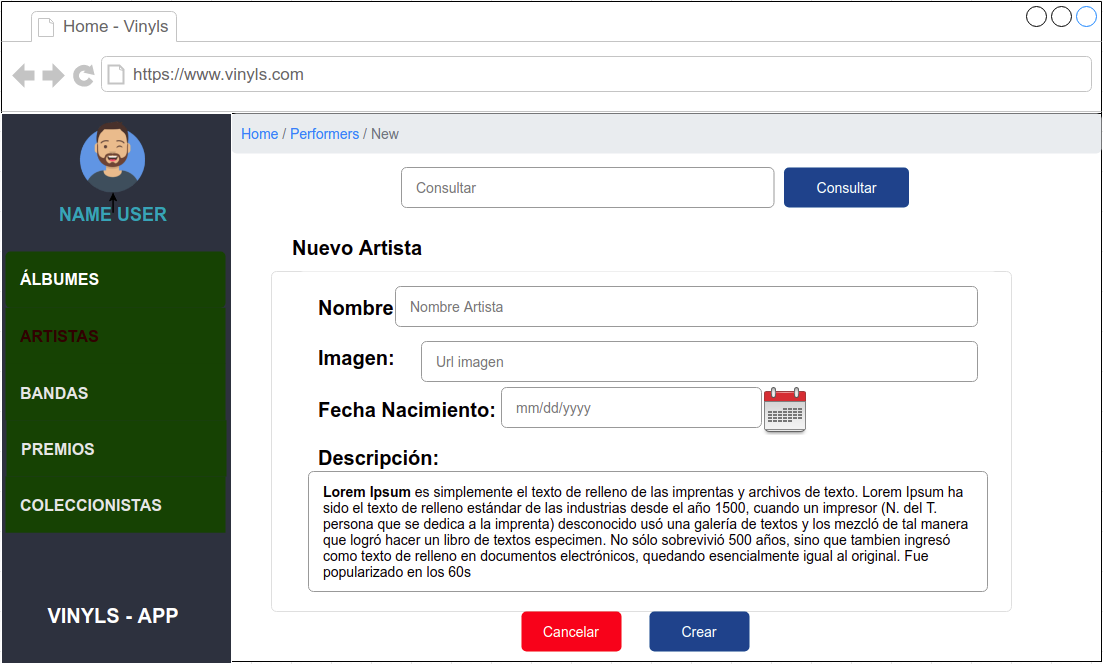 Home - Vinyls
https://www.vinyls.com
NAME USER
ÁLBUMES
ARTISTAS
BANDAS
PREMIOS
COLECCIONISTAS
VINYLS - APP
Home / Performers / New
Consultar
Consultar
Nuevo Artista
Nombre
Nombre Artista
Imagen:
Url imagen
Fecha Nacimiento:
mm/dd/yyyy
Descripción:
Lorem Ipsum es simplemente el texto de relleno de las imprentas y archivos de texto. Lorem Ipsum ha
sido el texto de relleno estándar de las industrias desde el año 1500, cuando un impresor (N. del T.
persona que se dedica a la imprenta) desconocido usó una galería de textos y los mezcló de tal manera
que logró hacer un libro de textos especimen. No sólo sobrevivió 500 años, sino que tambien ingresó
como texto de relleno en documentos electrónicos, quedando esencialmente igual al original. Fue
popularizado en los 60s
Cancelar
Crear